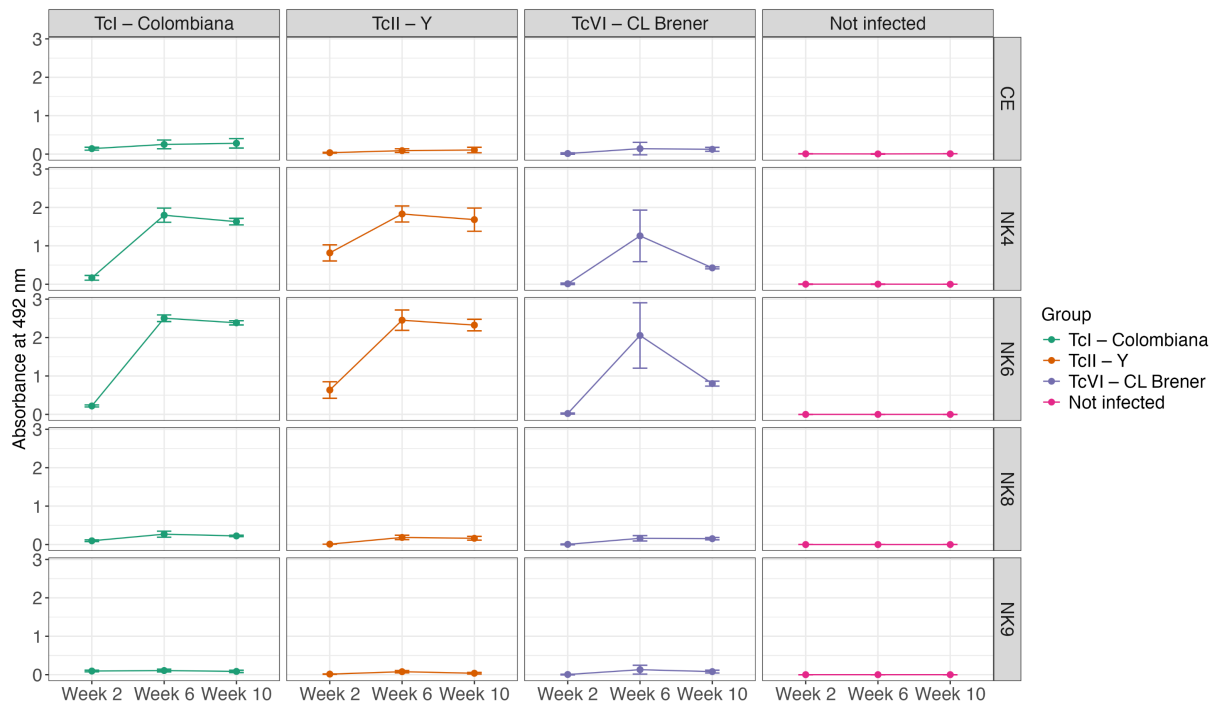 TcI – Colombiana
TcII – Y
TcVI – CL Brener
Not infected
Absorbance at 492 nm
3
2
1
0
CE
3
2
1
0
NK4
3
2
1
0
NK6
3
2
1
0
NK8
3
2
1
0
NK9
Week 2 Week 6 Week 10
Week 2 Week 6 Week 10
Week 2 Week 6 Week 10
Week 2 Week 6 Week 10
Group
TcI – Colombiana
TcII – Y
TcVI – CL Brener
Not infected